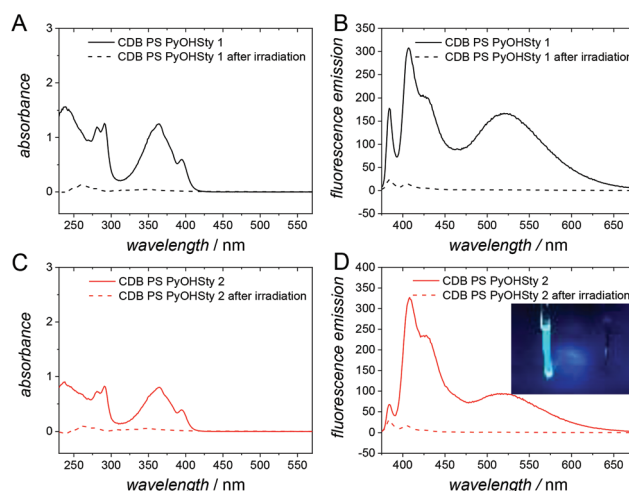 A
CDB PS PyOHSty 1
CDB PS PyOHSty 1 after irradiation
absorbance
3
2
1
0
250 300 350 400 450 500 550
wavelength / nm
B
CDB PS PyOHSty 1
CDB PS PyOHSty 1 after irradiation
fluorescence emission
350
300
250
200
150
100
50
0
-50
400 450 500 550 600 650
wavelength / nm
C
CDB PS PyOHSty 2
CDB PS PyOHSty 2 after irradiation
absorbance
3
2
1
0
250 300 350 400 450 500 550
wavelength / nm
D
CDB PS PyOHSty 2
CDB PS PyOHSty 2 after irradiation
fluorescence emission
400
350
300
250
200
150
100
50
0
-50
400 450 500 550 600 650
wavelength / nm